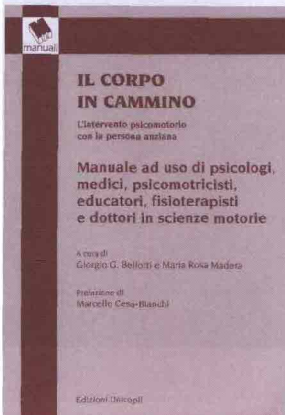 manuali
IL CORPO
IN CAMMINO
L'intervento psicomotorio
con la persona anziana
Manuale ad uso di psicologi,
medici, psicomotricisti,
educatori, fisioterapisti
e dottori in scienze motorie
A cura di
Giorgio G. Bellotti e Maria Rosa Madera
Prefazione di
Marcello Cesa-Bianchi
Edizioni Unicopli